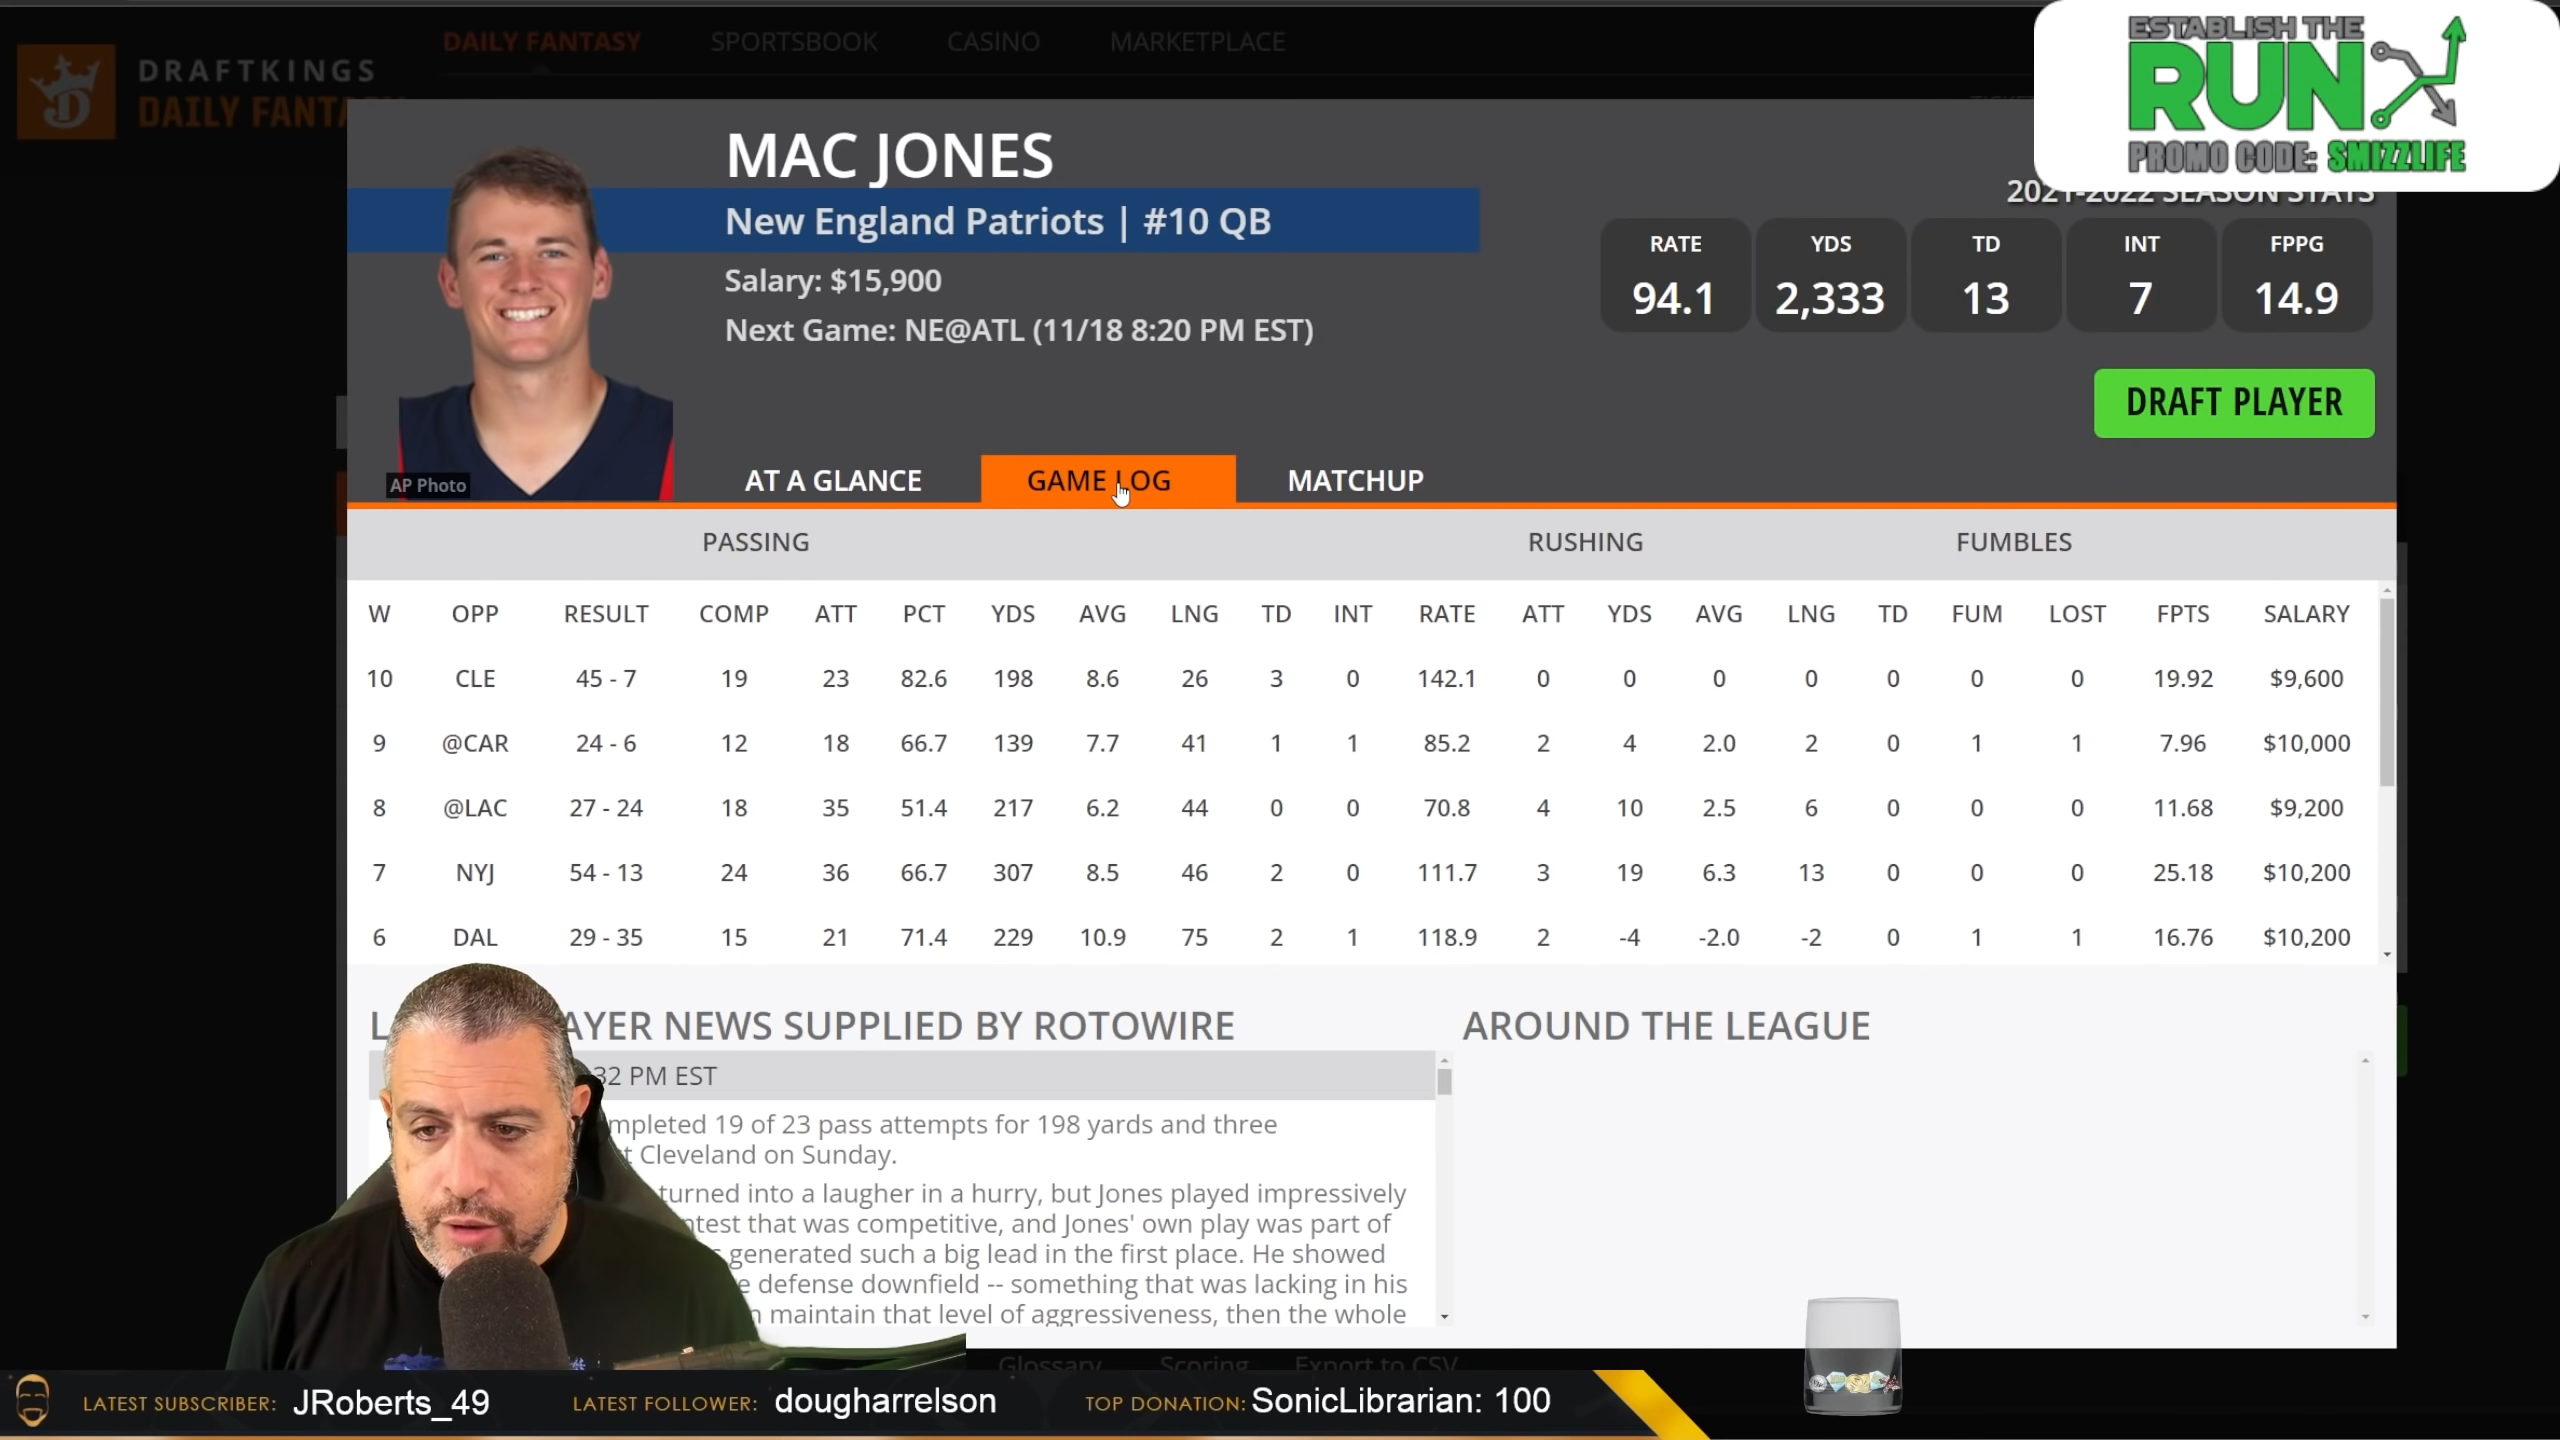 DAILY FANTASY SPORTSBOOK CASINO MARKETPLACE
DRAFTKINGS
DAILY FANTA
ESTABLISH THE
RUN
PROMO CODE: SMIZZLIFE
MAC JONES
New England Patriots | #10 QB
Salary: $15,900
Next Game: NE@ATL (11/18 8:20 PM EST)
2021-2022 SEASON STATS
RATE YDS TD INT FPPG
94.1 2,333 13 7 14.9
DRAFT PLAYER
AP Photo
AT A GLANCE GAME LOG MATCHUP
PASSING RUSHING FUMBLES
W OPP RESULT COMP ATT PCT YDS AVG LNG TD INT RATE ATT YDS AVG LNG TD FUM LOST FPTS SALARY
10 CLE 45 - 7 19 23 82.6 198 8.6 26 3 0 142.1 0 0 0 0 0 0 0 19.92 $9,600
9 @CAR 24 - 6 12 18 66.7 139 7.7 41 1 1 85.2 2 4 2.0 2 0 1 1 7.96 $10,000
8 @LAC 27 - 24 18 35 51.4 217 6.2 44 0 0 70.8 4 10 2.5 6 0 0 0 11.68 $9,200
7 NYJ 54 - 13 24 36 66.7 307 8.5 46 2 0 111.7 3 19 6.3 13 0 0 0 25.18 $10,200
6 DAL 29 - 35 15 21 71.4 229 10.9 75 2 1 118.9 2 -4 -2.0 -2 0 1 1 16.76 $10,200
L AYER NEWS SUPPLIED BY ROTOWIRE
AROUND THE LEAGUE
32 PM EST
mpleted 19 of 23 pass attempts for 198 yards and three
t Cleveland on Sunday.
turned into a laugher in a hurry, but Jones played impressively
ntest that was competitive, and Jones' own play was part of
generated such a big lead in the first place. He showed
e defense downfield -- something that was lacking in his
maintain that level of aggressiveness, then the whole
Glossary Scoring Export to CSV
LATEST SUBSCRIBER: JRoberts_49 LATEST FOLLOWER: dougharrelson TOP DONATION: SonicLibrarian: 100